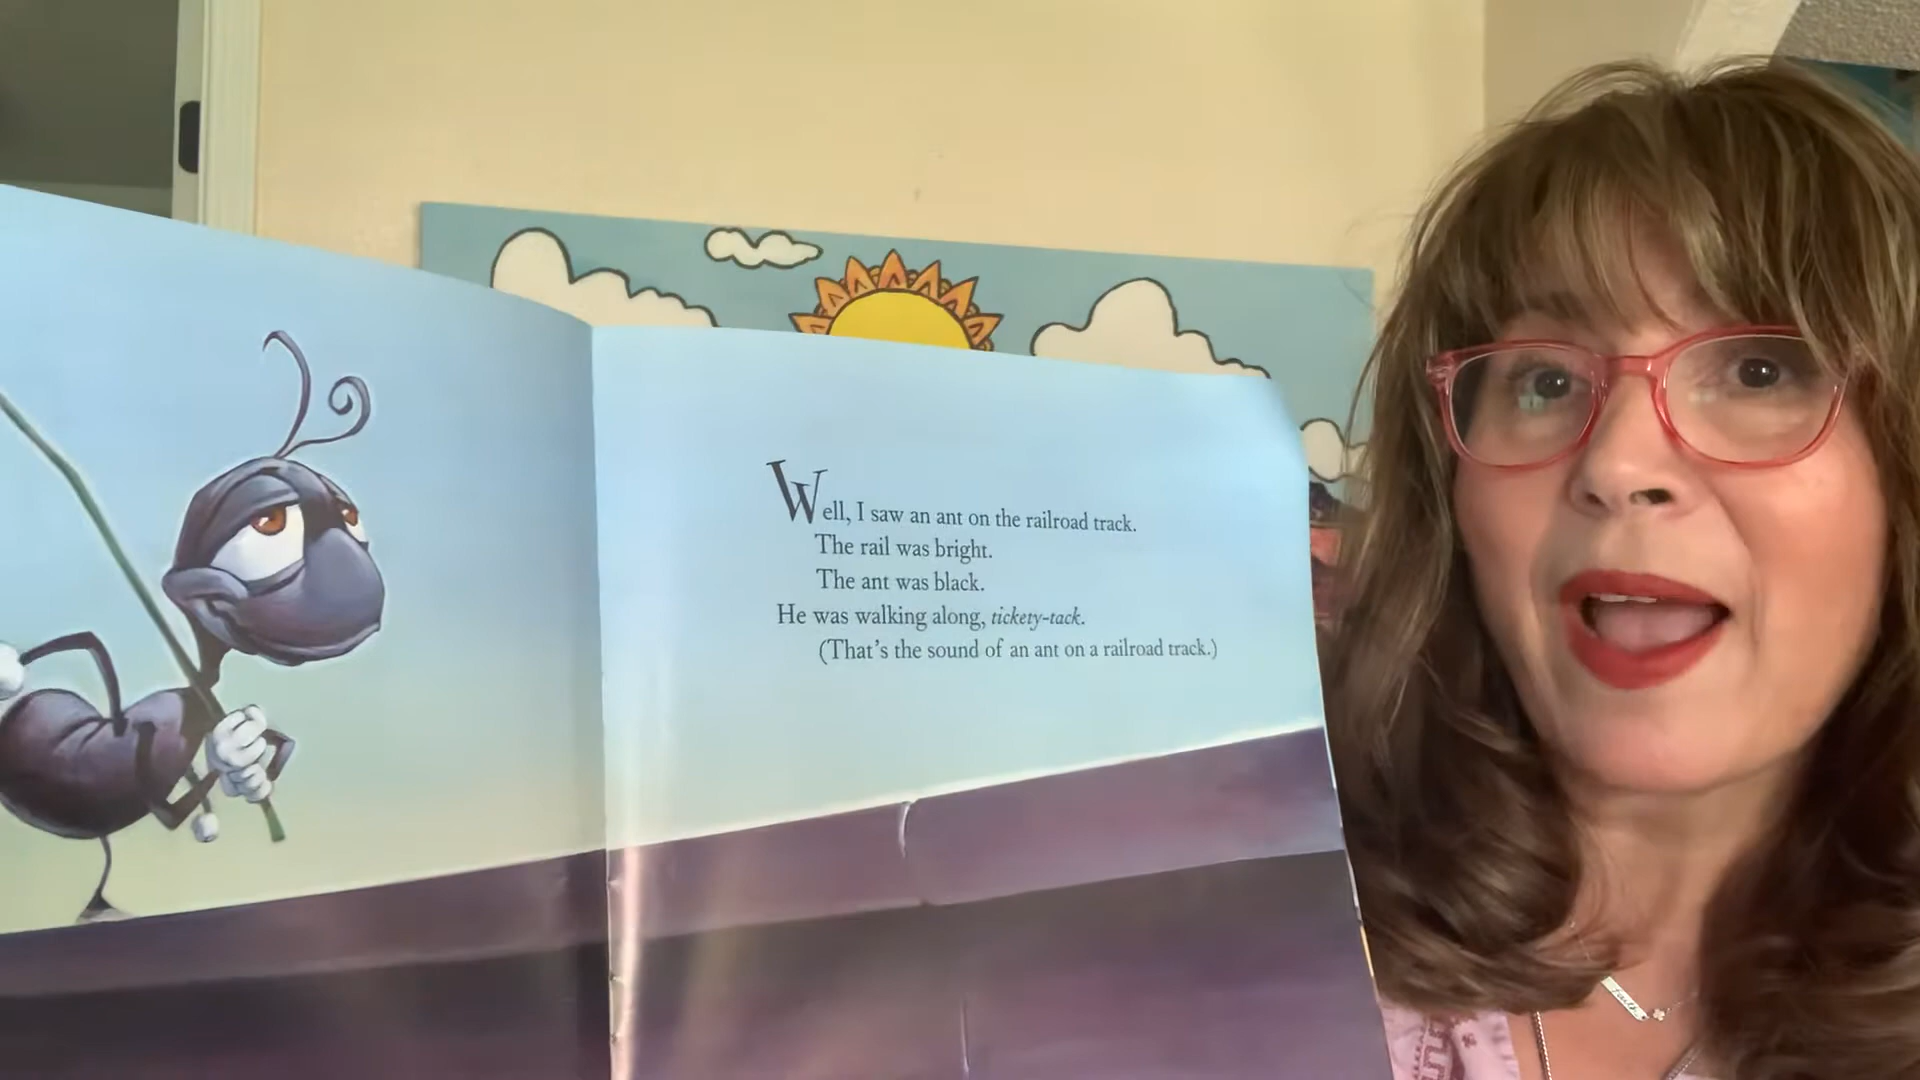 Well, I saw an ant on the railroad track.
The rail was bright.
The ant was black.
He was walking along, tickety-tack.
(That's the sound of an ant on a railroad track.)
Faith